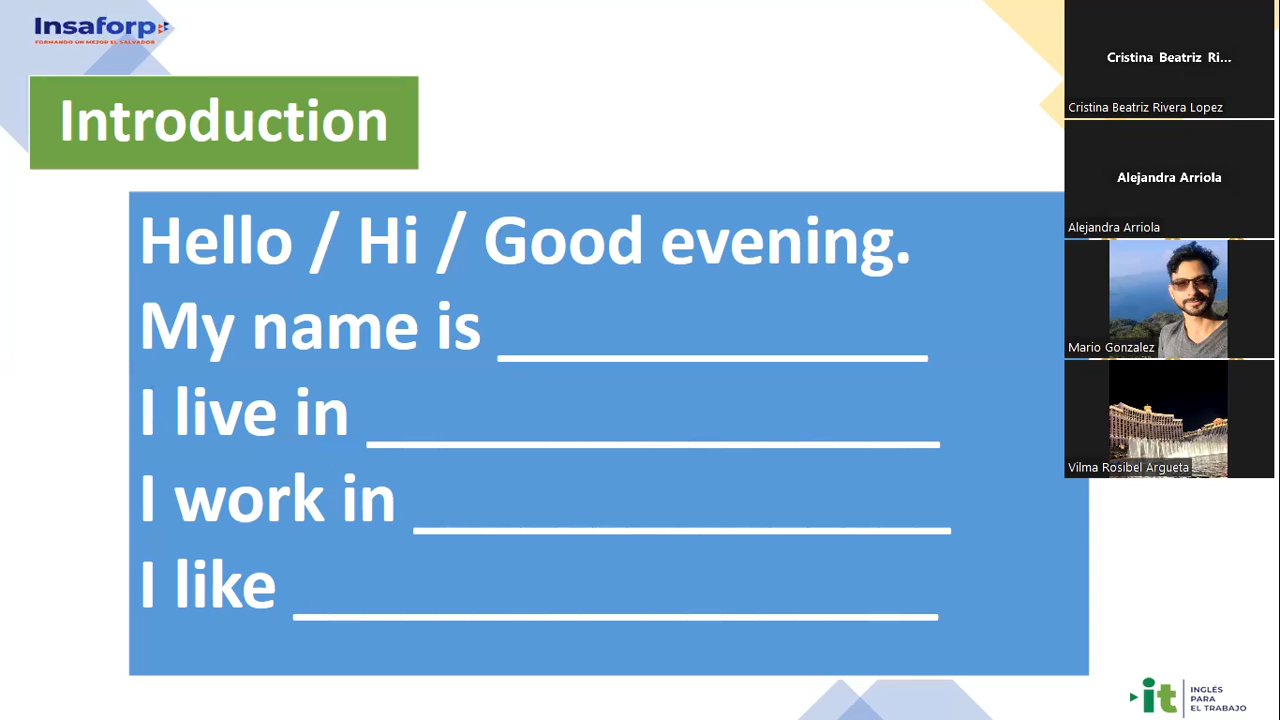 Insaforp
FORMANDO UN MEJOR EL SALVADOR
Introduction
Hello / Hi / Good evening.
My name is _______________
I live in ____________________
I work in ___________________
I like _______________________
Cristina Beatriz Ri...
Cristina Beatriz Rivera Lopez
Alejandra Arriola
Alejandra Arriola
Mario Gonzalez
Vilma Rosibel Argueta
it
INGLÉS
PARA
EL TRABAJO